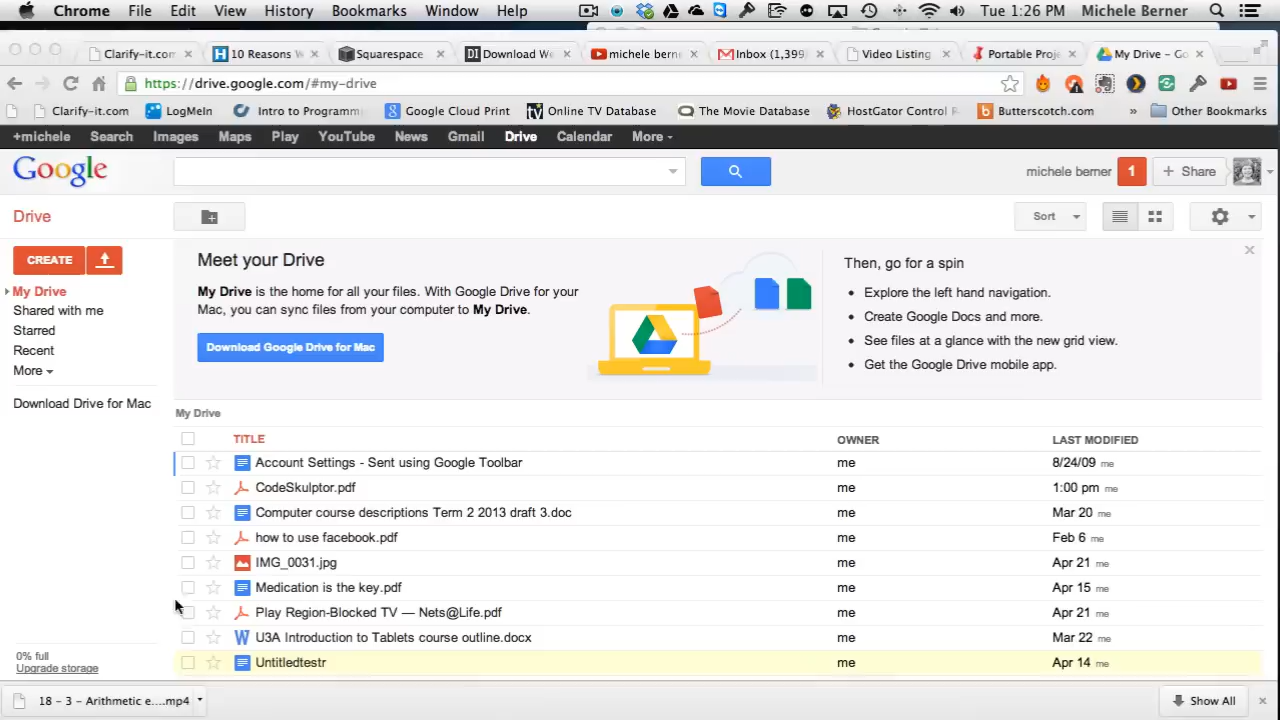 Chrome File Edit View History Bookmarks Window Help Tue 1:26 PM Michele Berner
Clarify-it.com 10 Reasons W Squarespace Download We michele bern Inbox (1,399 Video Listing Portable Proj My Drive - Go
https://drive.google.com/#my-drive
Clarify-it.com LogMeIn Intro to Programm Google Cloud Print Online TV Database The Movie Database HostGator Control P Butterscotch.com » Other Bookmarks
+michele Search Images Maps Play YouTube News Gmail Drive Calendar More
Google michele berner 1 + Share
Drive Sort
CREATE
My Drive
Shared with me
Starred
Recent
More
Download Drive for Mac
0% full
Upgrade storage
Meet your Drive
My Drive is the home for all your files. With Google Drive for your
Mac, you can sync files from your computer to My Drive.
Download Google Drive for Mac
Then, go for a spin
• Explore the left hand navigation.
• Create Google Docs and more.
• See files at a glance with the new grid view.
• Get the Google Drive mobile app.
My Drive
TITLE OWNER LAST MODIFIED
Account Settings - Sent using Google Toolbar me 8/24/09 me
CodeSkulptor.pdf me 1:00 pm me
Computer course descriptions Term 2 2013 draft 3.doc me Mar 20 me
how to use facebook.pdf me Feb 6 me
IMG_0031.jpg me Apr 21 me
Medication is the key.pdf me Apr 15 me
Play Region-Blocked TV — Nets@Life.pdf me Apr 21 me
U3A Introduction to Tablets course outline.docx me Mar 22 me
Untitledtestr me Apr 14 me
18 - 3 - Arithmetic e....mp4 Show All